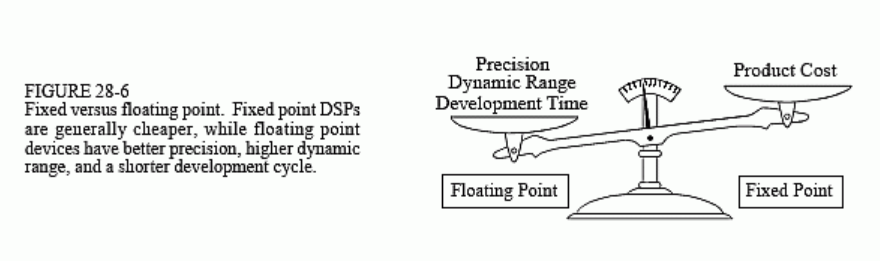 FIGURE 28-6
Fixed versus floating point. Fixed point DSPs
are generally cheaper, while floating point
devices have better precision, higher dynamic
range, and a shorter development cycle.
Precision
Dynamic Range
Development Time
Product Cost
Floating Point
Fixed Point